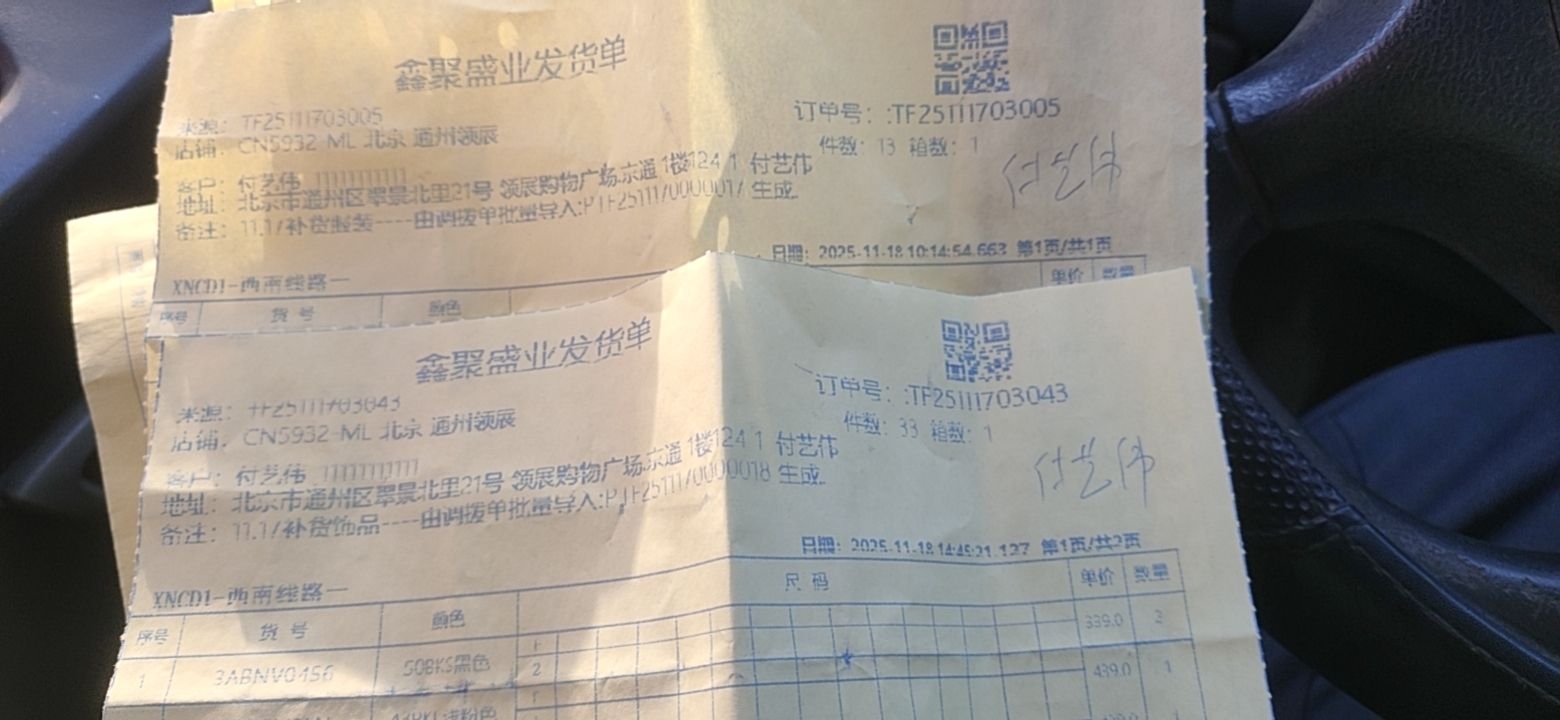 鑫聚盛业发货单
来源: TF25111703005
订单号: :TF25111703005
店铺: CN5932-ML 北京 通州领展
件数: 13 箱数: 1
客户: 付艺伟 11111111111
付艺伟
地址: 北京市通州区翠景北里21号 领展购物广场.京通 1楼124 1 付艺伟
备注: 11.17补货服装----由调拨单批量导入:PTF2511170000017 生成
日期: 2025-11-18 10:14:54.663 第1页/共1页
XNCD1-西南线路一
序号 货号 颜色 单价 数量
鑫聚盛业发货单
来源: TF25111703043
订单号: :TF25111703043
店铺: CN5932-ML 北京 通州领展
件数: 33 箱数: 1
客户: 付艺伟 11111111111
付艺伟
地址: 北京市通州区翠景北里21号 领展购物广场.京通 1楼124 1 付艺伟
备注: 11.17补货饰品----由调拨单批量导入:PTF2511170000018 生成
日期: 2025-11-18 14:45:21.127 第1页/共2页
XNCD1-西南线路一
序号 货号 颜色 尺码 单价 数量
1 339.0 2
1 3ABNV0456 50BKS黑色 2 439.0 1
1